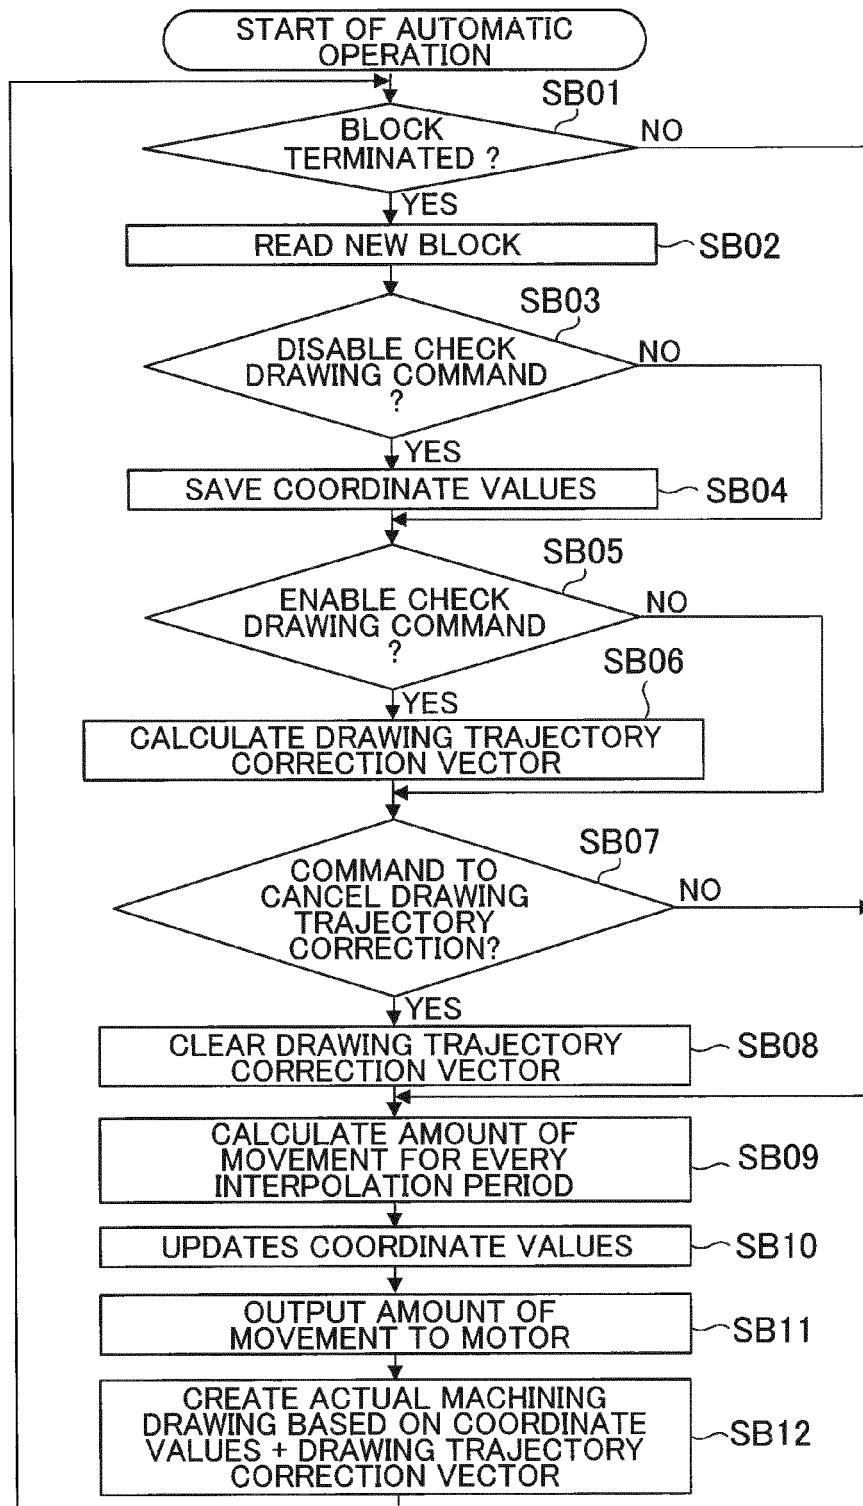 START OF AUTOMATIC
OPERATION
SB01
BLOCK
TERMINATED ?
NO
YES
READ NEW BLOCK
SB02
SB03
DISABLE CHECK
DRAWING COMMAND
?
NO
YES
SAVE COORDINATE VALUES
SB04
SB05
ENABLE CHECK
DRAWING COMMAND
?
NO
SB06
YES
CALCULATE DRAWING TRAJECTORY
CORRECTION VECTOR
SB07
COMMAND TO
CANCEL DRAWING
TRAJECTORY
CORRECTION?
NO
YES
CLEAR DRAWING TRAJECTORY
CORRECTION VECTOR
SB08
CALCULATE AMOUNT OF
MOVEMENT FOR EVERY
INTERPOLATION PERIOD
SB09
UPDATES COORDINATE VALUES
SB10
OUTPUT AMOUNT OF
MOVEMENT TO MOTOR
SB11
CREATE ACTUAL MACHINING
DRAWING BASED ON COORDINATE
VALUES + DRAWING TRAJECTORY
CORRECTION VECTOR
SB12